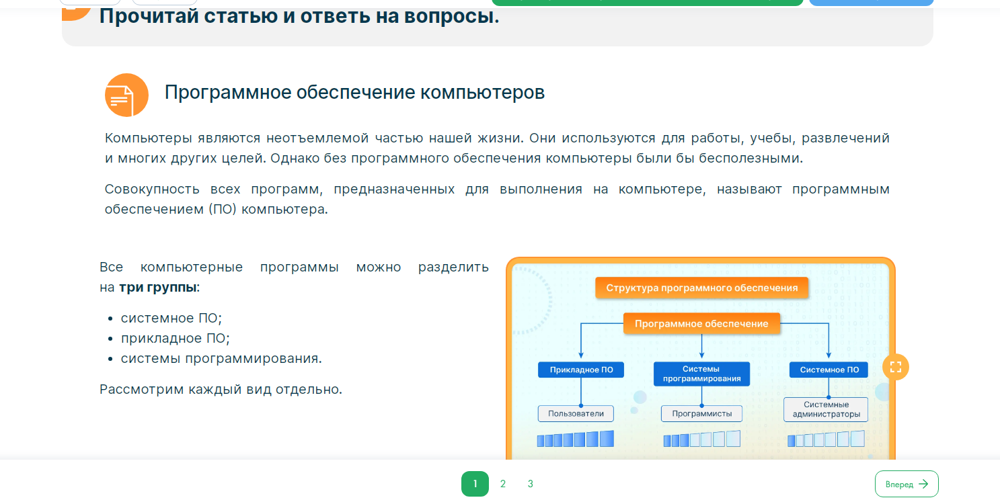 Прочитай статью и ответь на вопросы.
Программное обеспечение компьютеров
Компьютеры являются неотъемлемой частью нашей жизни. Они используются для работы, учебы, развлечений
и многих других целей. Однако без программного обеспечения компьютеры были бы бесполезными.
Совокупность всех программ, предназначенных для выполнения на компьютере, называют программным
обеспечением (ПО) компьютера.
Все компьютерные программы можно разделить
на три группы:
• системное ПО;
• прикладное ПО;
• системы программирования.
Рассмотрим каждый вид отдельно.
Структура программного обеспечения
Программное обеспечение
Прикладное ПО
Системы
программирования
Системное ПО
Пользователи
Программисты
Системные
администраторы
1 2 3
Вперед